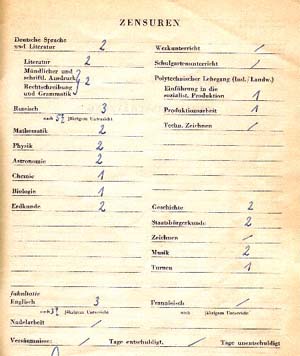 ZENSUREN
Deutsche Sprache
und Literatur 2
Literatur 2
Mündlicher und
schriftl. Ausdruck 2
Rechtschreibung
und Grammatik 2
Russisch 3
nach jährigem Unterricht
Mathematik 2
Physik 2
Astronomie 2
Chemie 1
Biologie 1
Erdkunde 2
fakultativ
Englisch 3
nach jährigem Unterricht
Nadelarbeit /
Versäumnisse: / Tage entschuldigt, / Tage unentschuldigt
Werkunterricht /
Schulgartenunterricht /
Polytechnischer Lehrgang (Ind./Landw.)
Einführung in die
sozialist. Produktion 1
Produktionsarbeit 1
Techn. Zeichnen /
Geschichte 2
Staatsbürgerkunde 2
Zeichnen /
Musik 2
Turnen 1
Französisch /
nach jährigem Unterricht